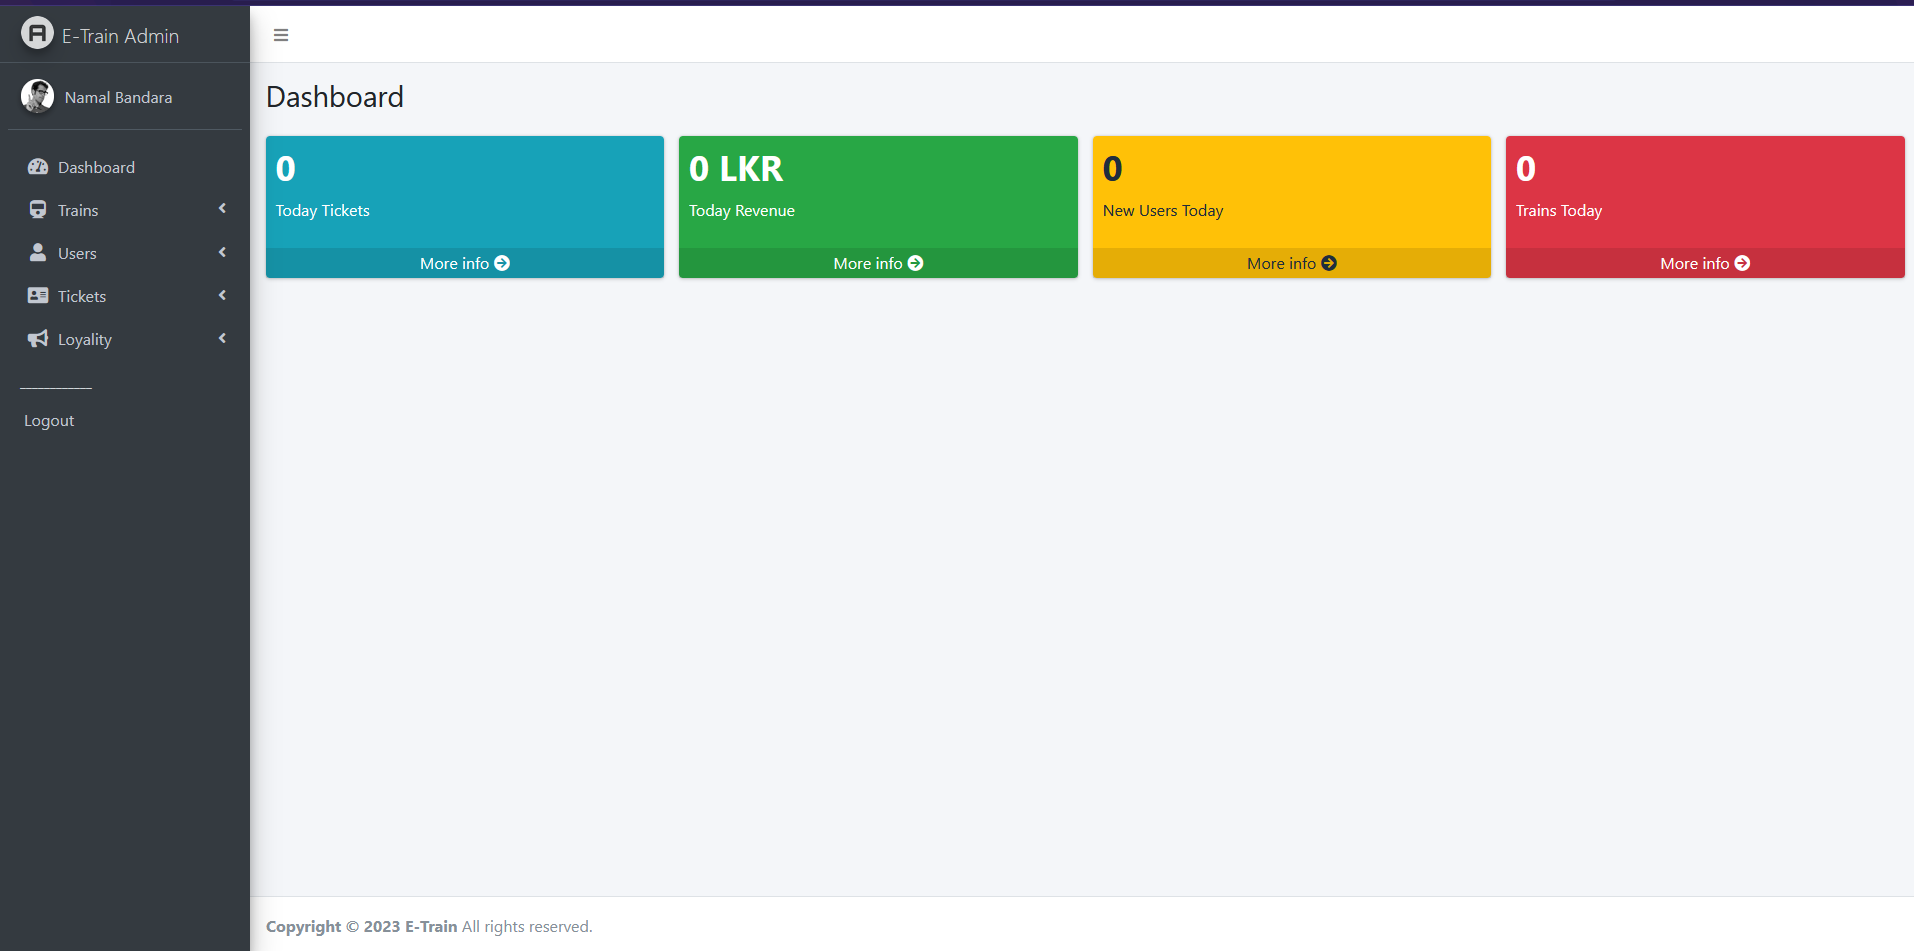 E-Train Admin
Namal Bandara
Dashboard
Trains
Users
Tickets
Loyality
Logout
Dashboard
0
Today Tickets
More info
0 LKR
Today Revenue
More info
0
New Users Today
More info
0
Trains Today
More info
Copyright © 2023 E-Train All rights reserved.